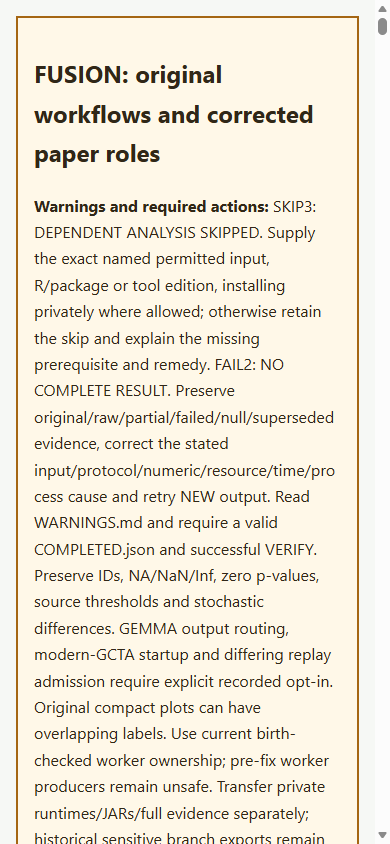 FUSION: original
workflows and corrected
paper roles
Warnings and required actions: SKIP3:
DEPENDENT ANALYSIS SKIPPED. Supply
the exact named permitted input,
R/package or tool edition, installing
privately where allowed; otherwise retain
the skip and explain the missing
prerequisite and remedy. FAIL2: NO
COMPLETE RESULT. Preserve
original/raw/partial/failed/null/superseded
evidence, correct the stated
input/protocol/numeric/resource/time/pro
cess cause and retry NEW output. Read
WARNINGS.md and require a valid
COMPLETED.json and successful VERIFY.
Preserve IDs, NA/NaN/Inf, zero p-values,
source thresholds and stochastic
differences. GEMMA output routing,
modern-GCTA startup and differing replay
admission require explicit recorded opt-in.
Original compact plots can have
overlapping labels. Use current birth-
checked worker ownership; pre-fix worker
producers remain unsafe. Transfer private
runtimes/JARs/full evidence separately;
historical sensitive branch exports remain